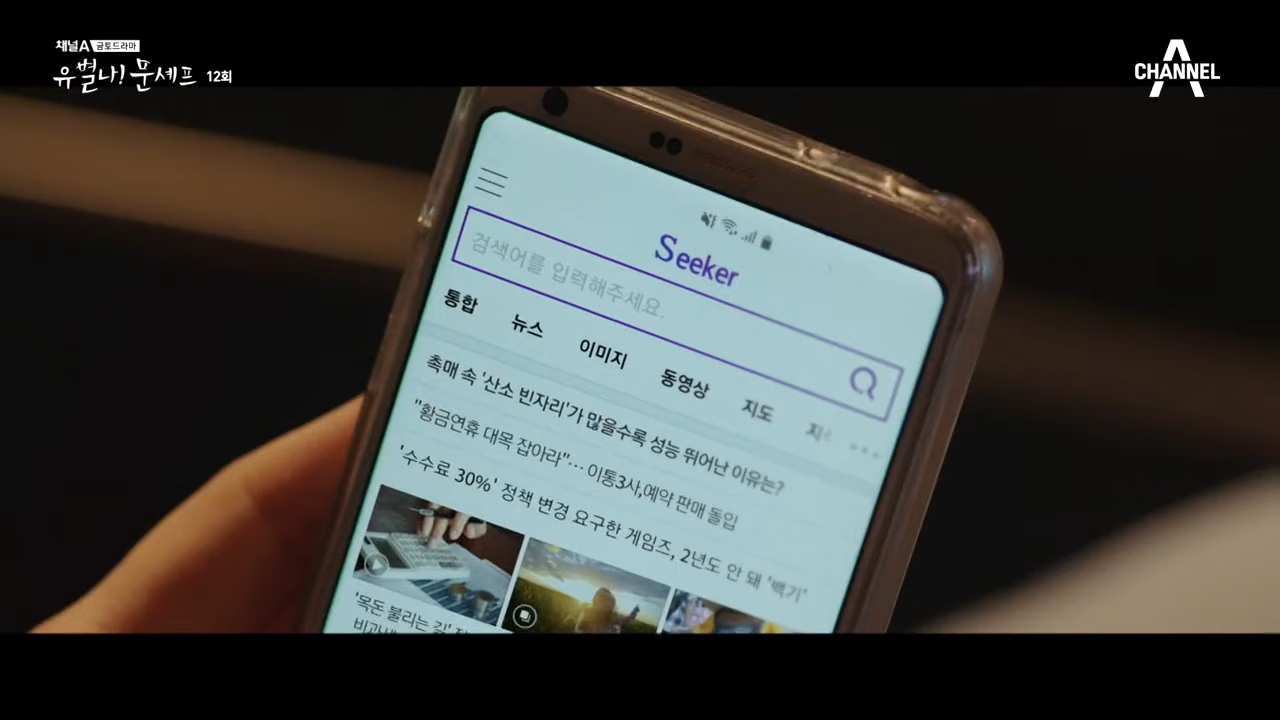 채널A 금토드라마
유별나! 문셰프 12회
CHANNEL A
Seeker
검색어를 입력해주세요.
통합 뉴스 이미지 동영상 지도
촉매 속 '산소 빈자리'가 많을수록 성능 뛰어난 이유는?
"황금연휴 대목 잡아라"… 이통3사,예약 판매 돌입
'수수료 30%' 정책 변경 요구한 게임즈, 2년도 안 돼 '백기'
'목돈 불리는 길'